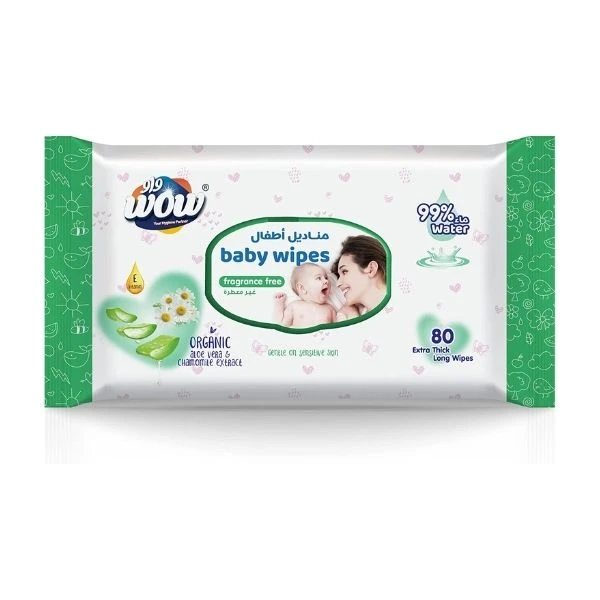 واو
wow®
Your Hygiene Partner
E
Vitamin
ORGANIC
aloe vera &
chamomile extract
مناديل أطفال
baby wipes
fragrance free
غير معطرة
Gentle on sensitive skin
99% ماء
Water
80
Extra Thick
Long Wipes